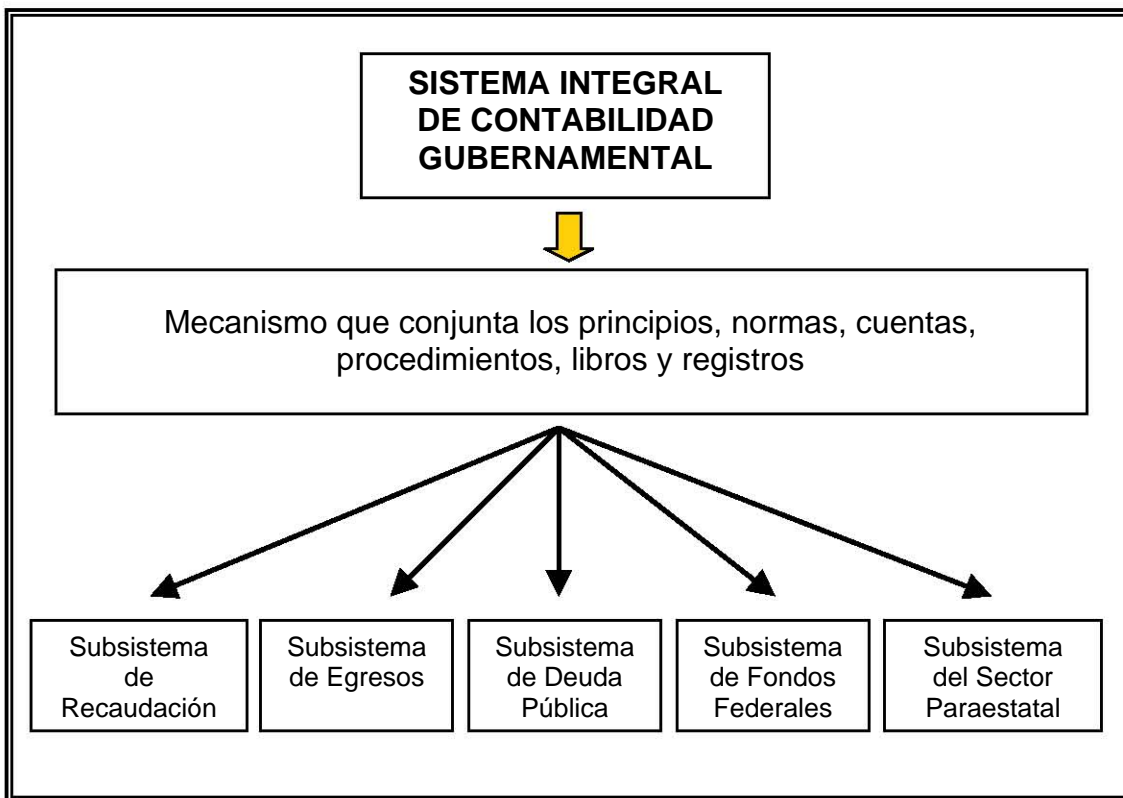 SISTEMA INTEGRAL
DE CONTABILIDAD
GUBERNAMENTAL
Mecanismo que conjunta los principios, normas, cuentas,
procedimientos, libros y registros
Subsistema
de
Recaudación
Subsistema
de Egresos
Subsistema
de Deuda
Pública
Subsistema
de Fondos
Federales
Subsistema
del Sector
Paraestatal